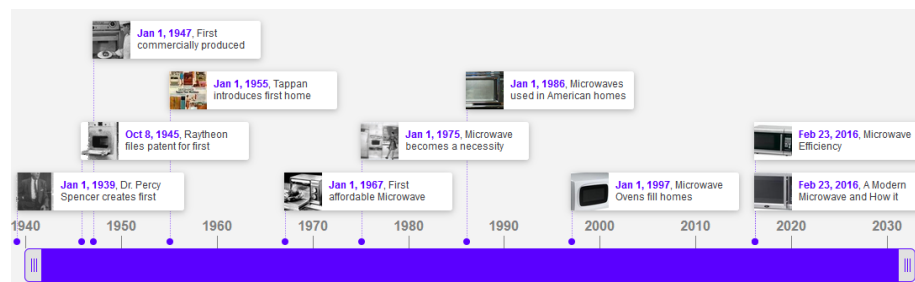 Jan 1, 1947, First
commercially produced
Jan 1, 1955, Tappan
introduces first home
Jan 1, 1986, Microwaves
used in American homes
Oct 8, 1945, Raytheon
files patent for first
Jan 1, 1975, Microwave
becomes a necessity
Feb 23, 2016, Microwave
Efficiency
Jan 1, 1939, Dr. Percy
Spencer creates first
Jan 1, 1967, First
affordable Microwave
Jan 1, 1997, Microwave
Ovens fill homes
Feb 23, 2016, A Modern
Microwave and How it
1940 1950 1960 1970 1980 1990 2000 2010 2020 2030